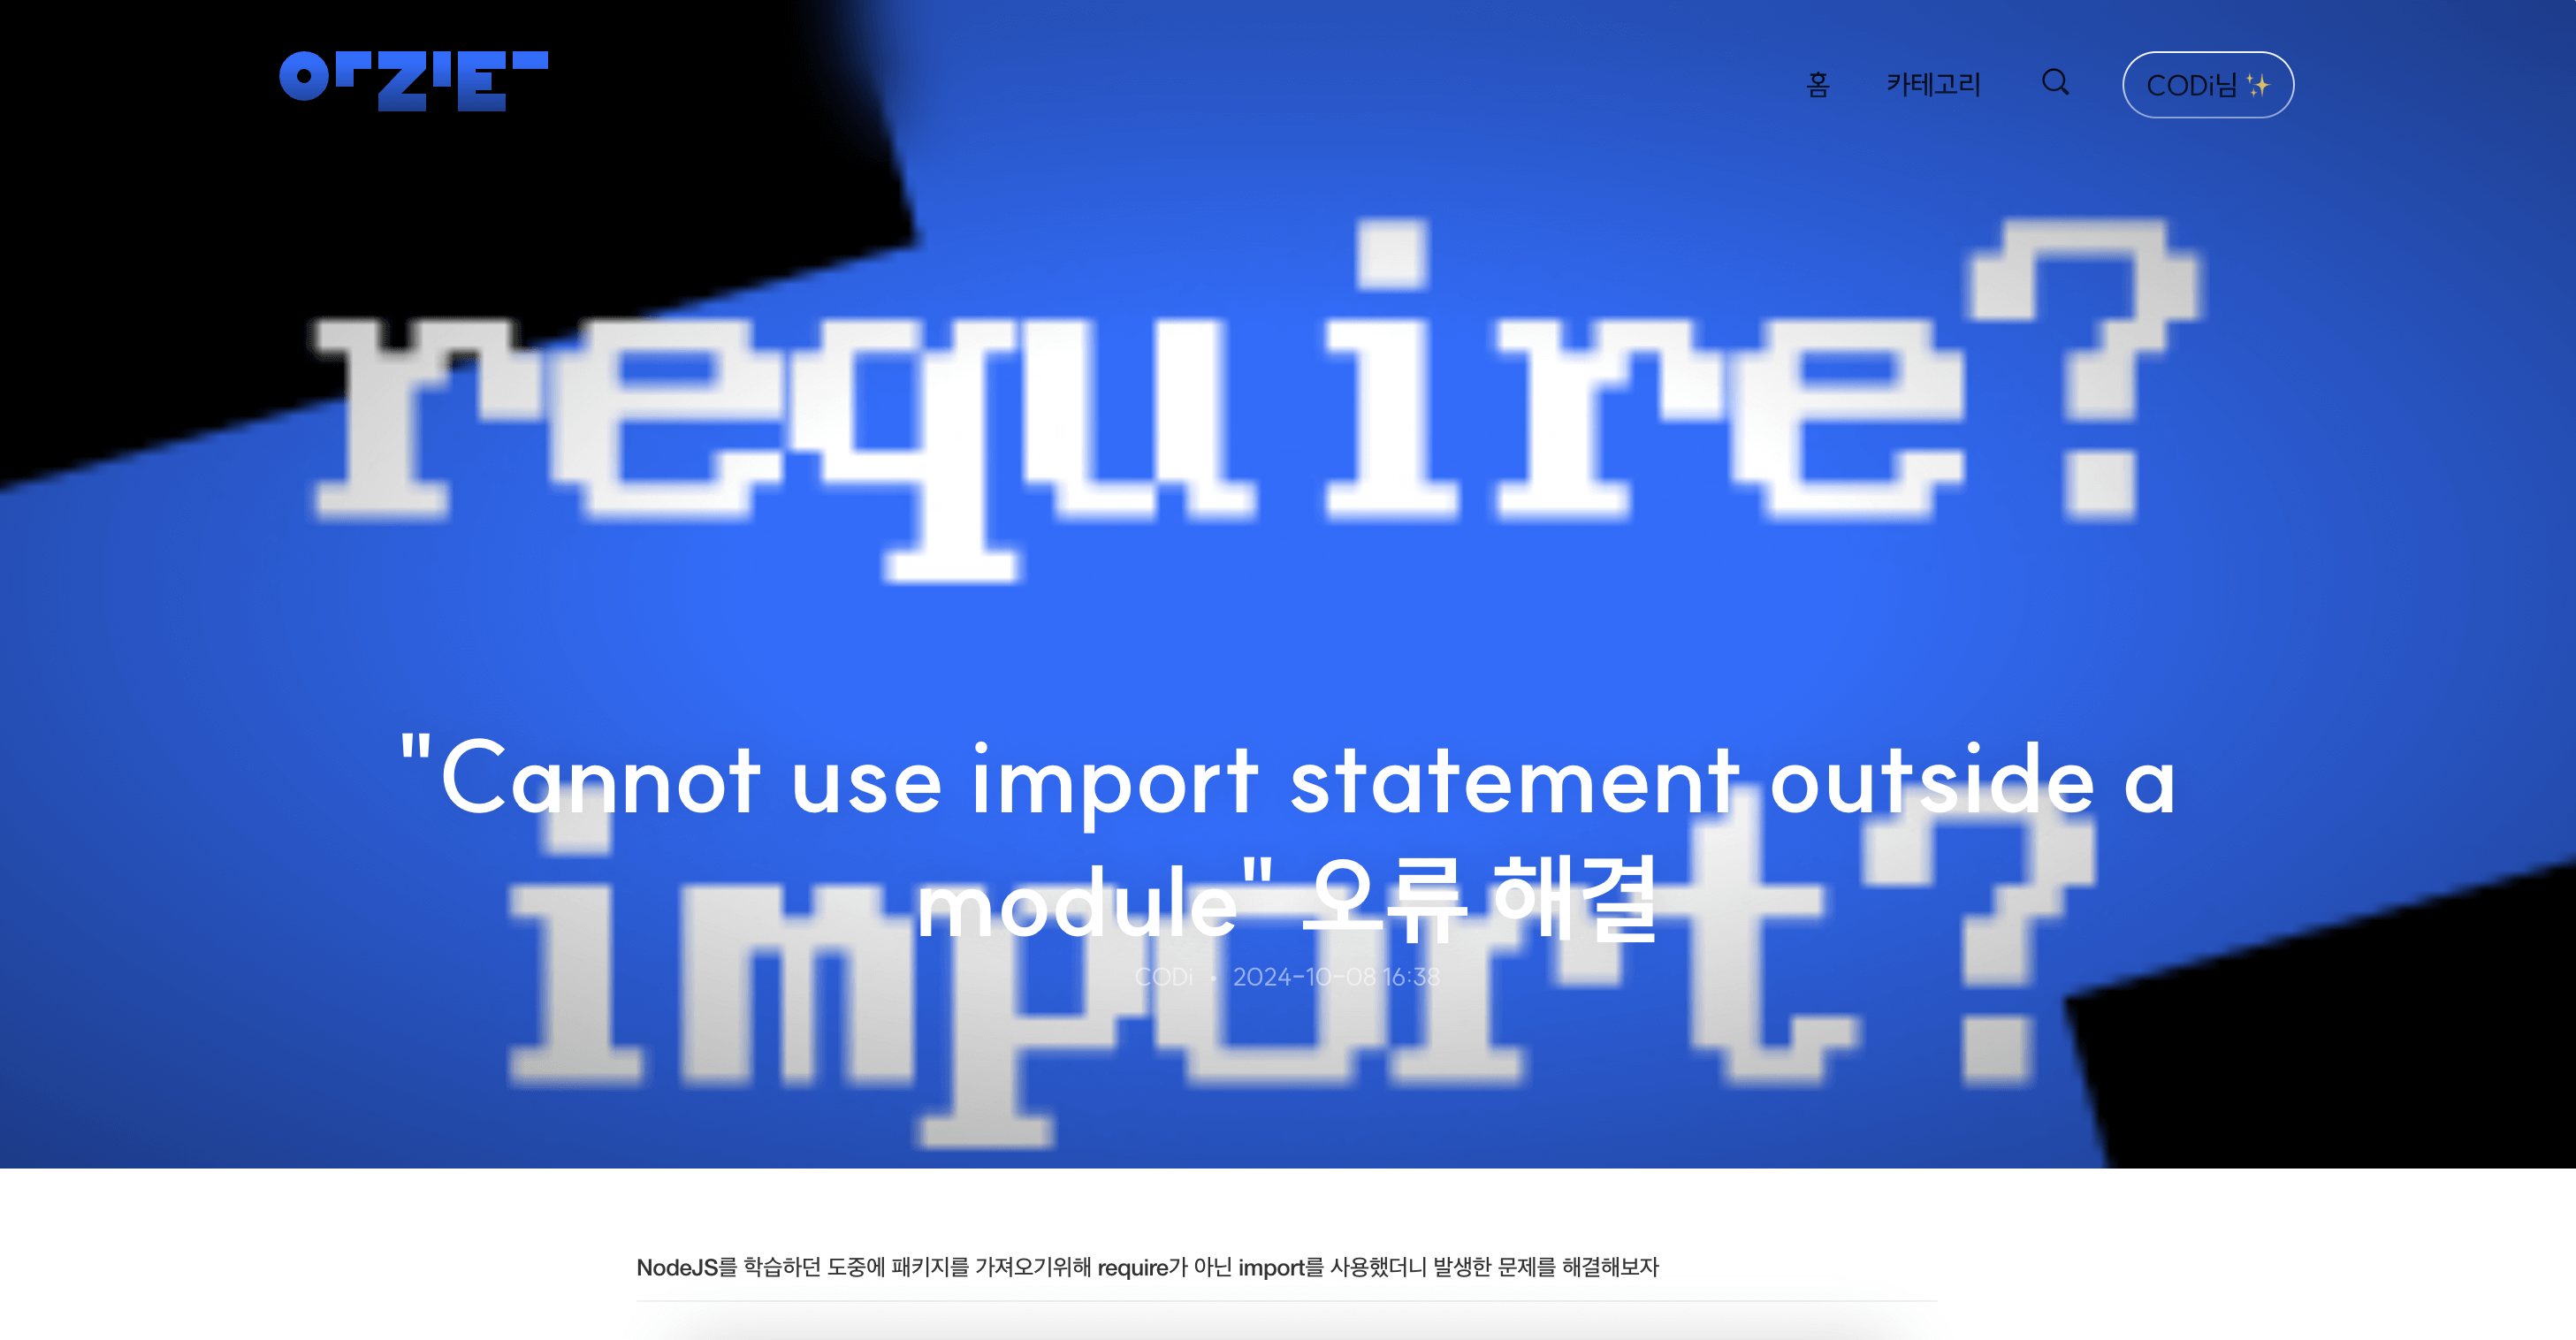 홈 카테고리 CODi님
require?
"Cannot use import statement outside a
import?
module" 오류 해결
CODi • 2024-10-08 16:38
NodeJS를 학습하던 도중에 패키지를 가져오기위해 require가 아닌 import를 사용했더니 발생한 문제를 해결해보자